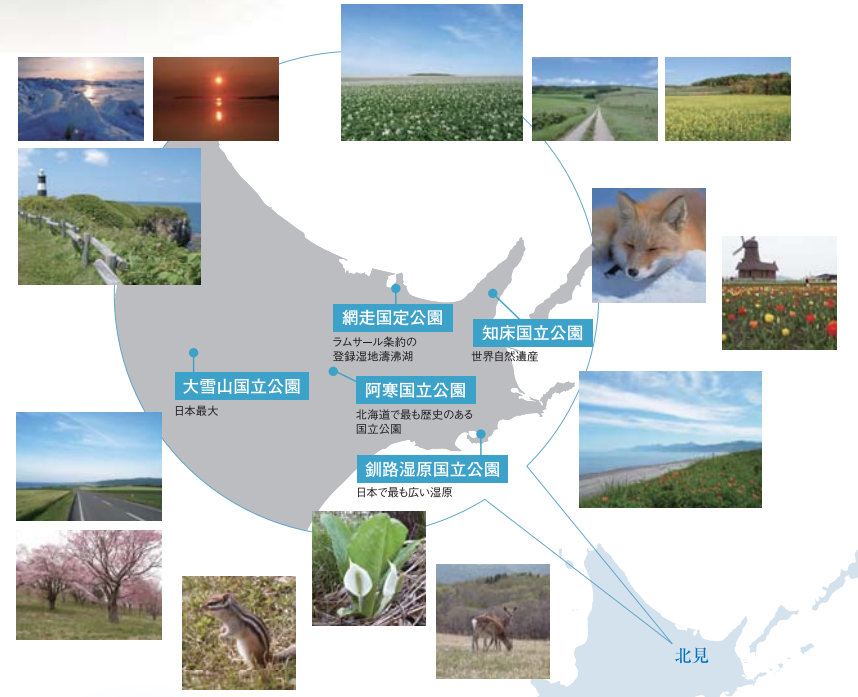 網走国定公園
ラムサール条約の
登録湿地濤沸湖
知床国立公園
世界自然遺産
大雪山国立公園
日本最大
阿寒国立公園
北海道で最も歴史のある
国立公園
釧路湿原国立公園
日本で最も広い湿原
北見